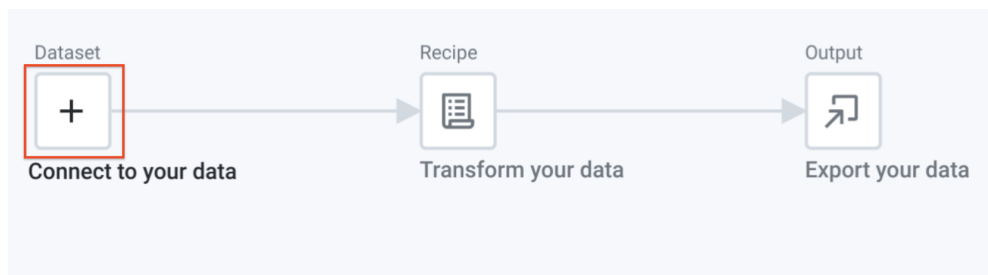 Dataset
Recipe
Output
Connect to your data
Transform your data
Export your data